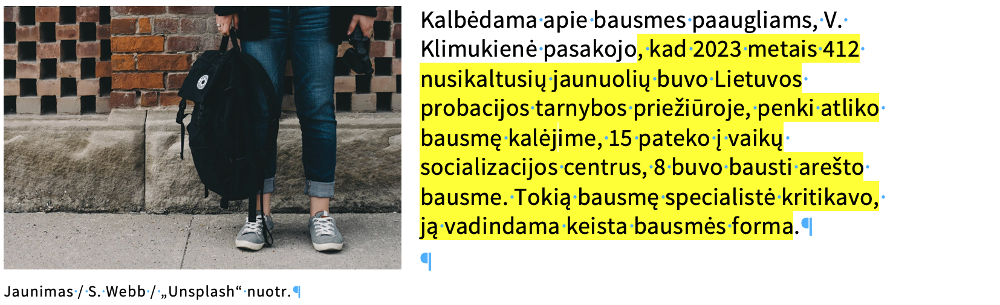 Kalbėdama apie bausmes paaugliams, V.
Klimukienė pasakojo, kad 2023 metais 412
nusikaltusių jaunuolių buvo Lietuvos
probacijos tarnybos priežiūroje, penki atliko
bausmę kalėjime, 15 pateko į vaikų
socializacijos centrus, 8 buvo bausti arešto
bausme. Tokią bausmę specialistė kritikavo,
ją vadindama keista bausmės forma.¶
¶
Jaunimas / S. Webb / „Unsplash“ nuotr.¶